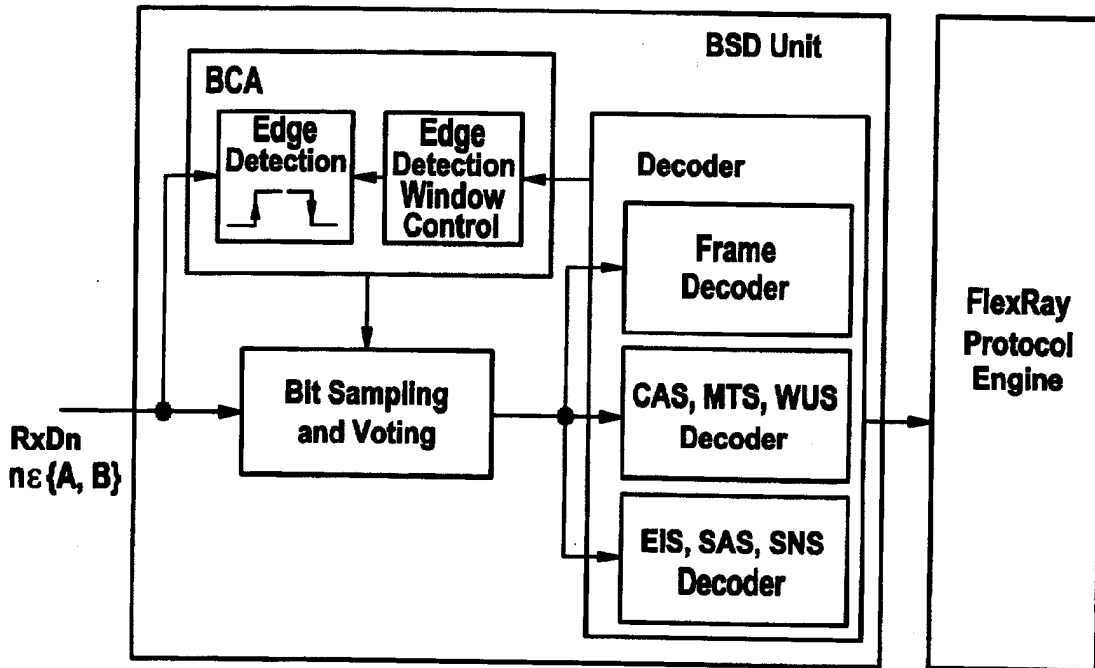 BSD Unit
BCA
Edge
Detection
Edge
Detection
Window
Control
Decoder
Frame
Decoder
Bit Sampling
and Voting
CAS, MTS, WUS
Decoder
EIS, SAS, SNS
Decoder
RxDn
nε{A, B}
FlexRay
Protocol
Engine